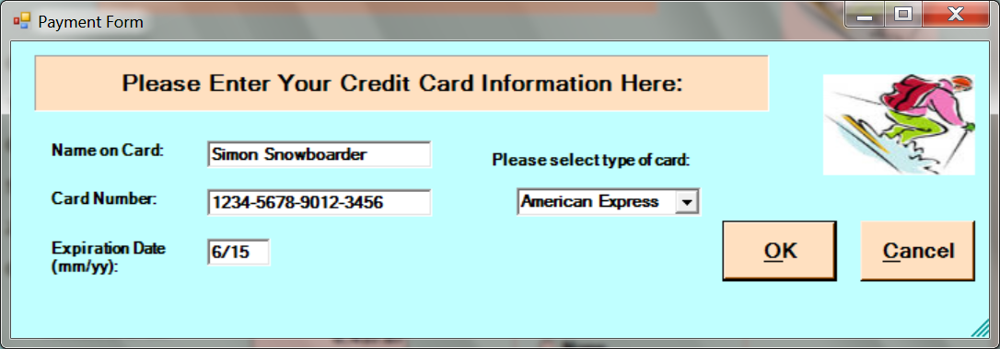 Payment Form
Please Enter Your Credit Card Information Here:
Name on Card:
Simon Snowboarder
Please select type of card:
Card Number:
1234-5678-9012-3456
American Express
Expiration Date
(mm/yy):
6/15
OK
Cancel